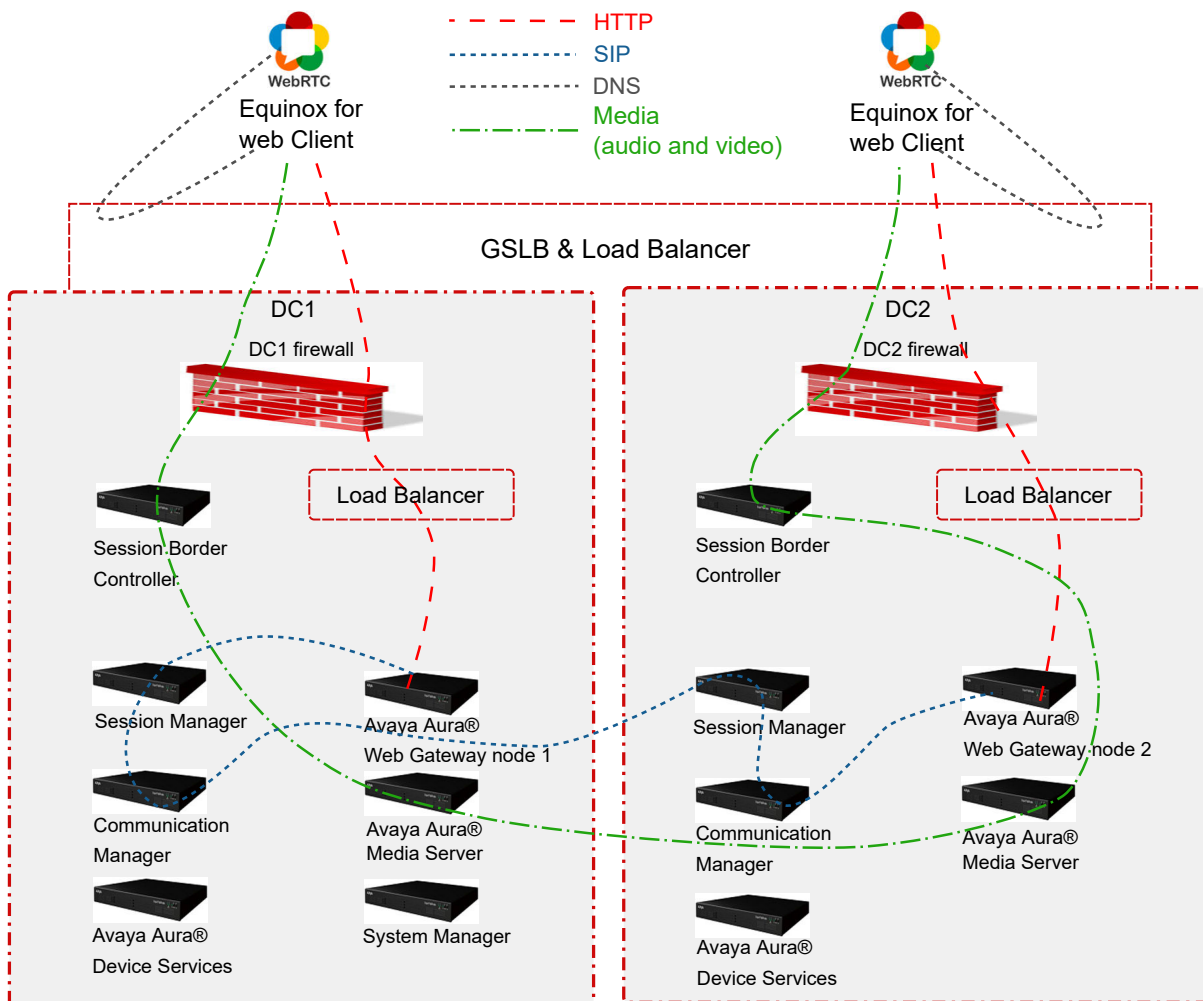 HTTP
SIP
DNS
Media
(audio and video)
WebRTC
Equinox for
web Client
WebRTC
Equinox for
web Client
GSLB & Load Balancer
DC1
DC1 firewall
Load Balancer
Session Border
Controller
Session Manager
Avaya Aura®
Web Gateway node 1
Communication
Manager
Avaya Aura®
Media Server
Avaya Aura®
Device Services
System Manager
DC2
DC2 firewall
Load Balancer
Session Border
Controller
Session Manager
Avaya Aura®
Web Gateway node 2
Communication
Manager
Avaya Aura®
Media Server
Avaya Aura®
Device Services